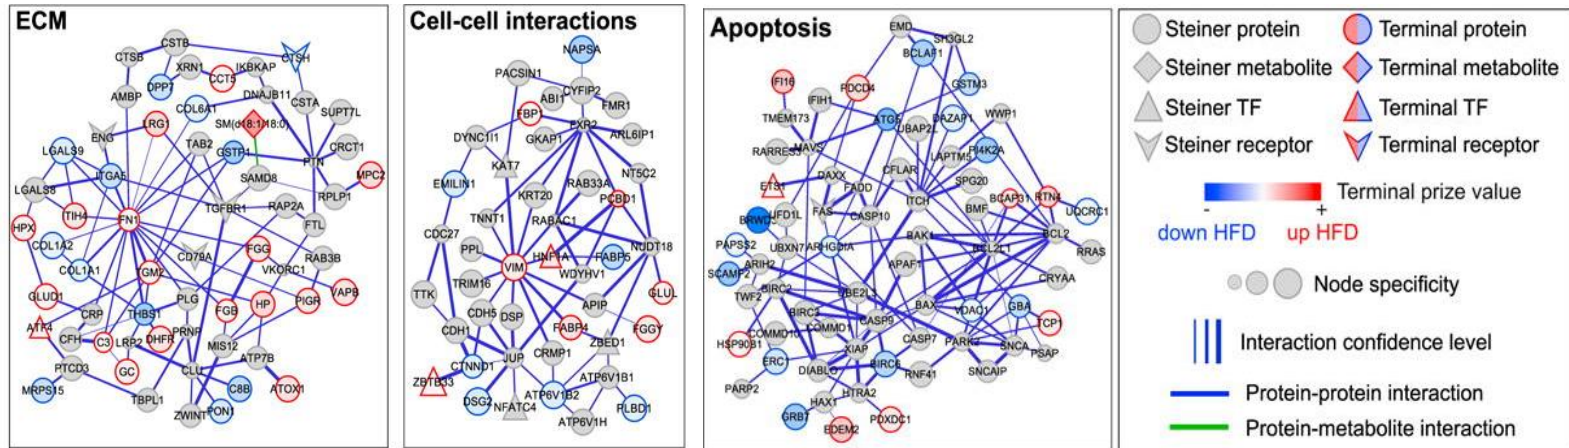 ECM
CSTB
CTSB
CTSH
XRN1
IKBKAP
CCT5
DPP7
DNAJB11
AMBP
COL6A1
CSTA
SUPT7L
LRG1
SM(d18:1/18:0)
ENG
TAB2
CRCT1
LGALS9
GSTP1
PTN
ITGA5
SAMD8
MPC2
LGALS8
RPLP1
TGFBR1
RAP2A
TIH4
FN1
FTL
HPX
COL1A2
CD79A
FGG
RAB3B
COL1A1
TGM2
VKORC1
GLUD1
PLG
HP
PIGR
VAPB
CRP
THBS1
FGB
ATF4
PRNP
CFH
C3
LRP2
DHFR
MIS12
ATP7B
PTCD3
GC
CLU
MRPS15
C8B
ATOX1
TBPL1
ZWINT
PON1
Cell-cell interactions
NAPSA
PACSIN1
CYFIP2
ABI1
FMR1
FBP1
FXR2
DYNC1I1
GKAP1
ARL6IP1
KAT7
NT5C2
EMILIN1
RAB33A
KRT20
PCBD1
TNNT1
RABAC1
CDC27
NUDT18
PPL
HNF1A
FABP5
VIM
WDYHV1
TRIM16
TTK
GLUL
APIP
CDH5
DSP
CDH1
FABP4
FGGY
ZBED1
JUP
CRMP1
CTNND1
ZBTB33
ATP6V1B1
DSG2
ATP6V1B2
NFATC4
PLBD1
ATP6V1H
Apoptosis
EMD
SH3GL2
BCLAF1
IFI16
PDCD4
GSTM3
IFIH1
WWP1
TMEM173
ATG5
DAZAP1
UBAP2L
MAVS
RARRES3
LAPTM5
PI4K2A
CFLAR
DAXX
ETS1
FADD
SPG20
BCAP31
RTN4
FAS
CASP10
ITCH
BMF
UQCRC1
BRWD3
UFD1L
PAPSS2
UBXN7
ARHGDIA
BAK1
BCL2
BCL2L1
RRAS
SCAMP2
ARIH2
APAF1
CRYAA
BIRC2
UBE2L3
TWF2
BAX
GBA
BIRC3
VDAC1
CASP9
TCP1
COMMD10
COMMD1
HSP90B1
CASP7
PARK2
XIAP
SNCA
PSAP
ERC1
DIABLO
BIRC6
RNF41
SNCAIP
PARP2
HTRA2
HAX1
GRB7
PDXDC1
EDEM2
Steiner protein
Terminal protein
Steiner metabolite
Terminal metabolite
Steiner TF
Terminal TF
Steiner receptor
Terminal receptor
Terminal prize value
- +
down HFD up HFD
Node specificity
Interaction confidence level
Protein-protein interaction
Protein-metabolite interaction